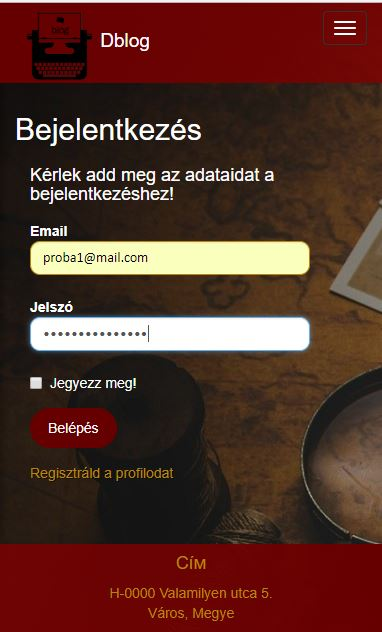 blog
Dblog
Bejelentkezés
Kérlek add meg az adataidat a
bejelentkezéshez!
Email
proba1@mail.com
Jelszó
•••••••••••••••
Jegyezz meg!
Belépés
Regisztráld a profilodat
Cím
H-0000 Valamilyen utca 5.
Város, Megye